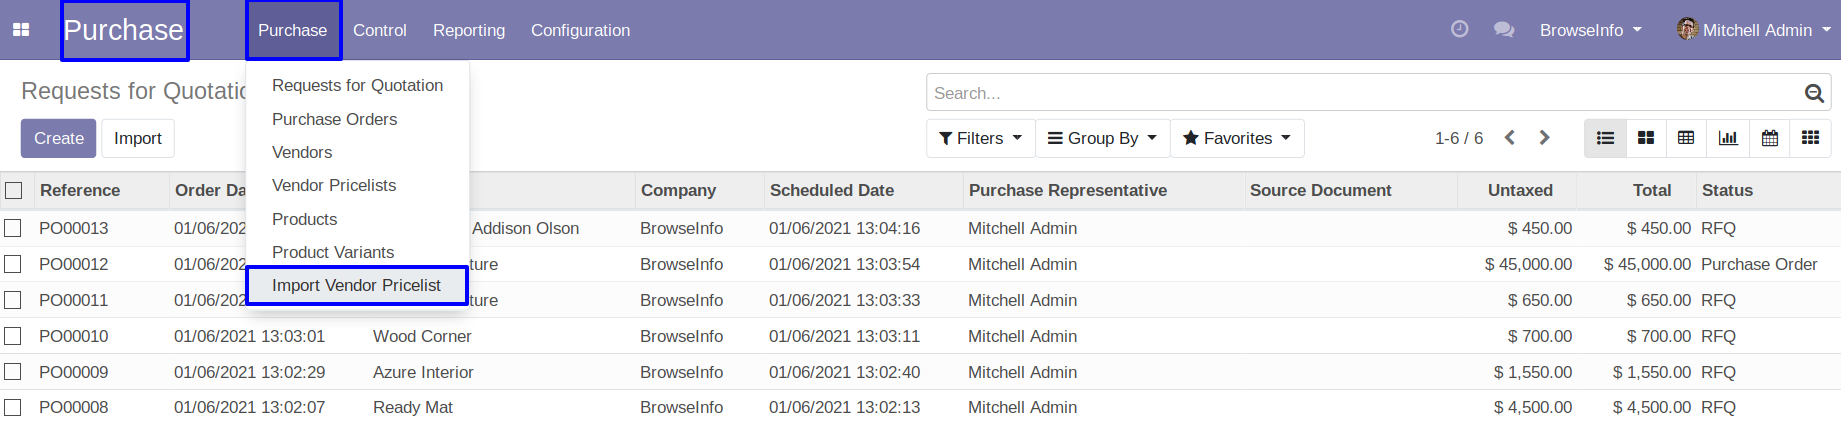 Purchase Purchase Control Reporting Configuration BrowseInfo Mitchell Admin
Requests for Quotation
Purchase Orders
Vendors
Vendor Pricelists
Products
Product Variants
Import Vendor Pricelist
Requests for Quotatio
Search...
Create Import Filters Group By Favorites 1-6 / 6
Reference Order Da Company Scheduled Date Purchase Representative Source Document Untaxed Total Status
PO00013 01/06/202 Addison Olson BrowseInfo 01/06/2021 13:04:16 Mitchell Admin $ 450.00 $ 450.00 RFQ
PO00012 01/06/202 ture BrowseInfo 01/06/2021 13:03:54 Mitchell Admin $ 45,000.00 $ 45,000.00 Purchase Order
PO00011 01/06/202 ture BrowseInfo 01/06/2021 13:03:33 Mitchell Admin $ 650.00 $ 650.00 RFQ
PO00010 01/06/2021 13:03:01 Wood Corner BrowseInfo 01/06/2021 13:03:11 Mitchell Admin $ 700.00 $ 700.00 RFQ
PO00009 01/06/2021 13:02:29 Azure Interior BrowseInfo 01/06/2021 13:02:40 Mitchell Admin $ 1,550.00 $ 1,550.00 RFQ
PO00008 01/06/2021 13:02:07 Ready Mat BrowseInfo 01/06/2021 13:02:13 Mitchell Admin $ 4,500.00 $ 4,500.00 RFQ